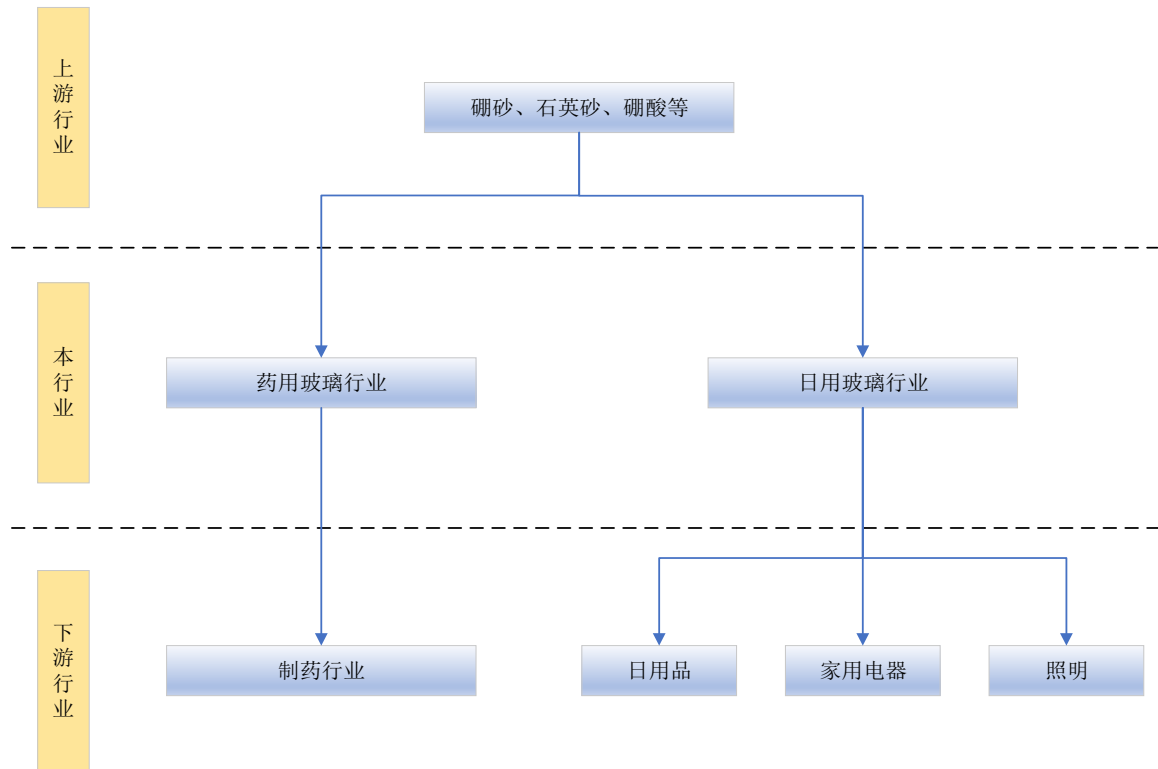 上游行业
硼砂、石英砂、硼酸等
本行业
药用玻璃行业
日用玻璃行业
下游行业
制药行业
日用品
家用电器
照明